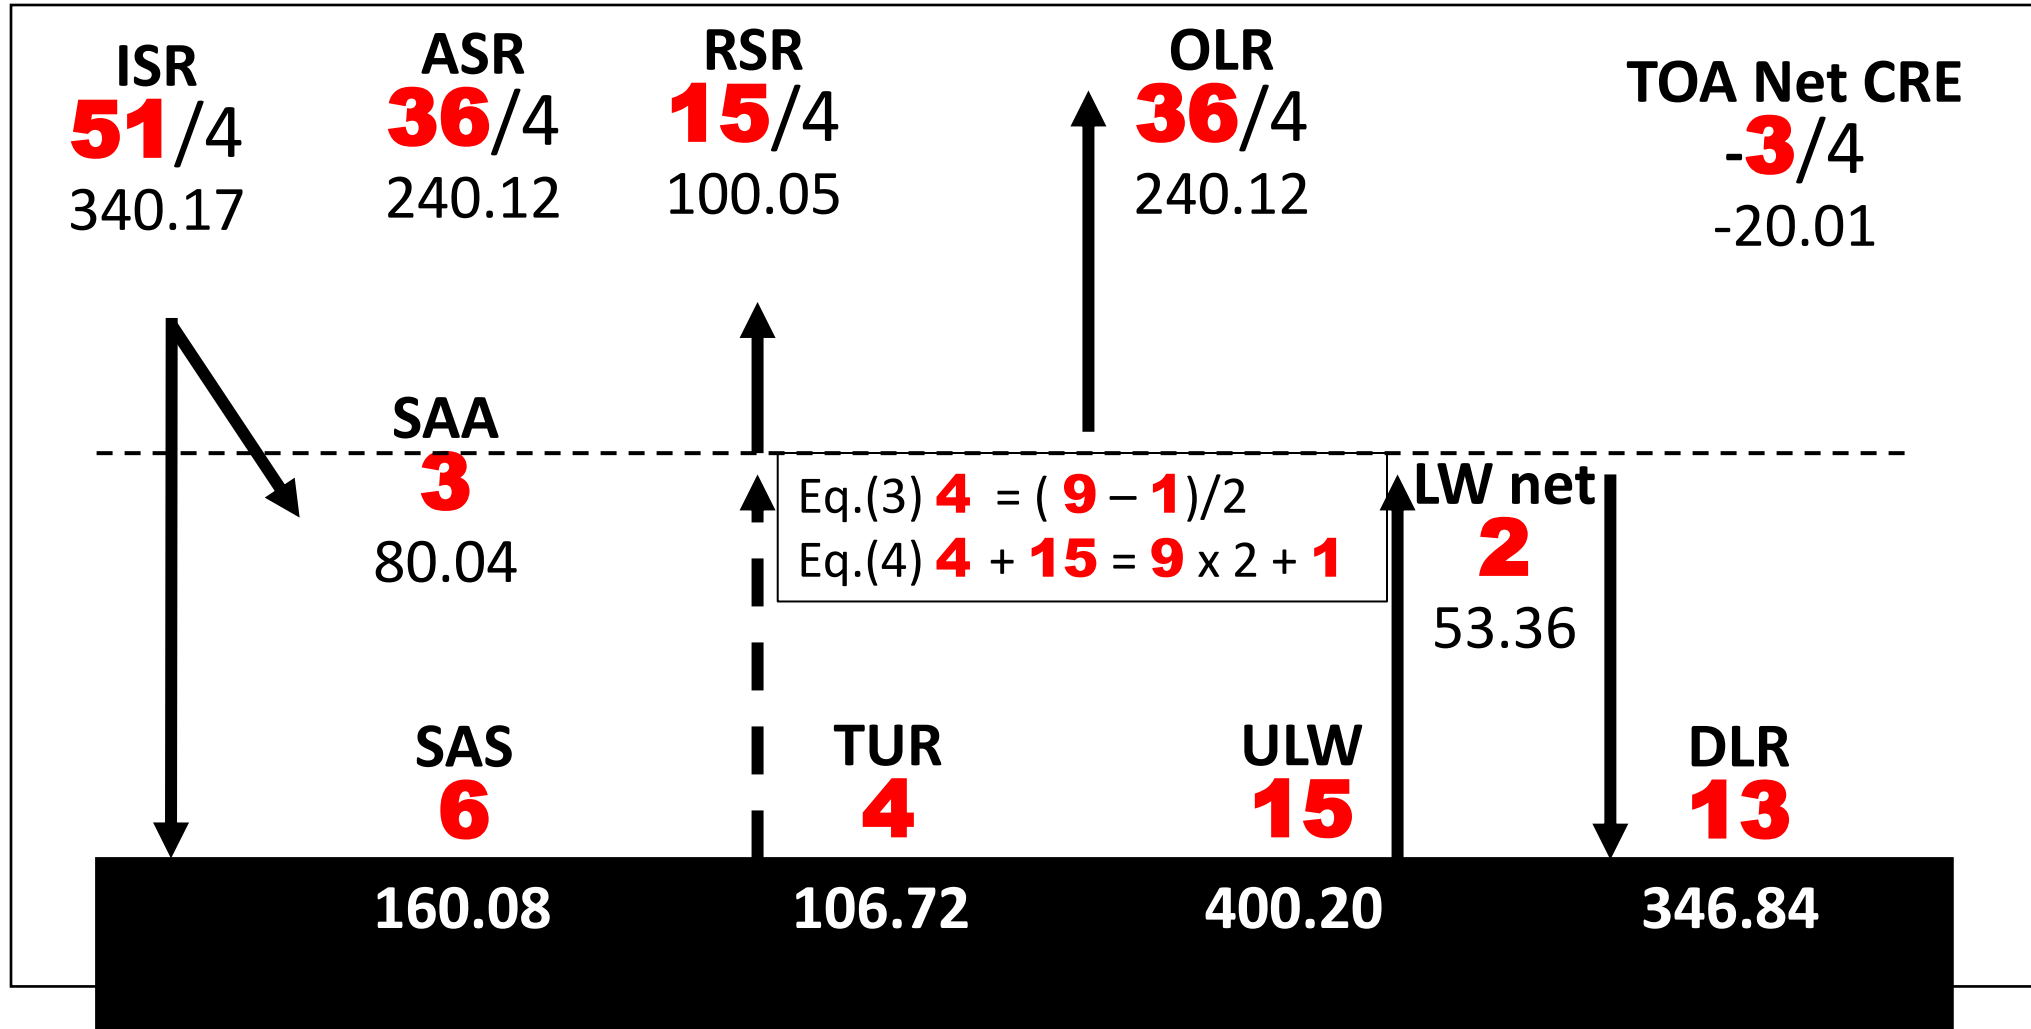 ISR
51/4
340.17
ASR
36/4
240.12
RSR
15/4
100.05
OLR
36/4
240.12
TOA Net CRE
-3/4
-20.01
SAA
3
80.04
Eq.(3) 4 = ( 9 – 1)/2
Eq.(4) 4 + 15 = 9 x 2 + 1
LW net
2
53.36
SAS
6
160.08
TUR
4
106.72
ULW
15
400.20
DLR
13
346.84